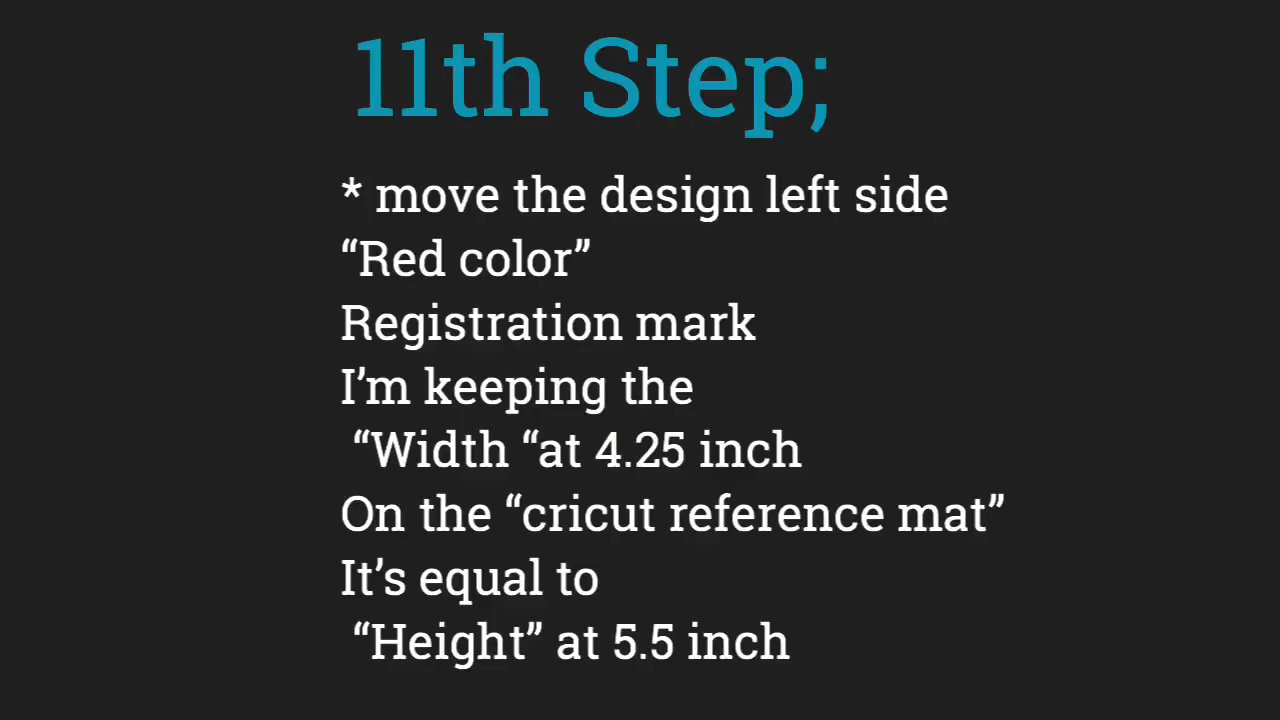 11th Step;
* move the design left side
“Red color”
Registration mark
I’m keeping the
“Width “at 4.25 inch
On the “cricut reference mat”
It’s equal to
“Height” at 5.5 inch